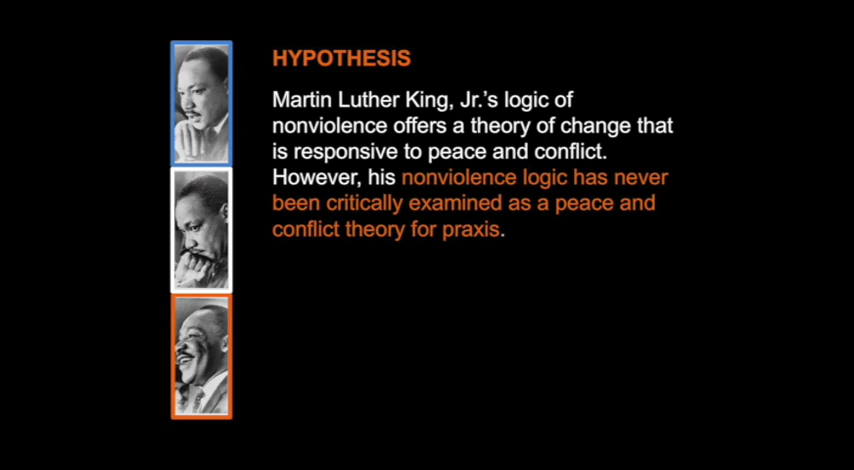 HYPOTHESIS
Martin Luther King, Jr.'s logic of
nonviolence offers a theory of change that
is responsive to peace and conflict.
However, his nonviolence logic has never
been critically examined as a peace and
conflict theory for praxis.